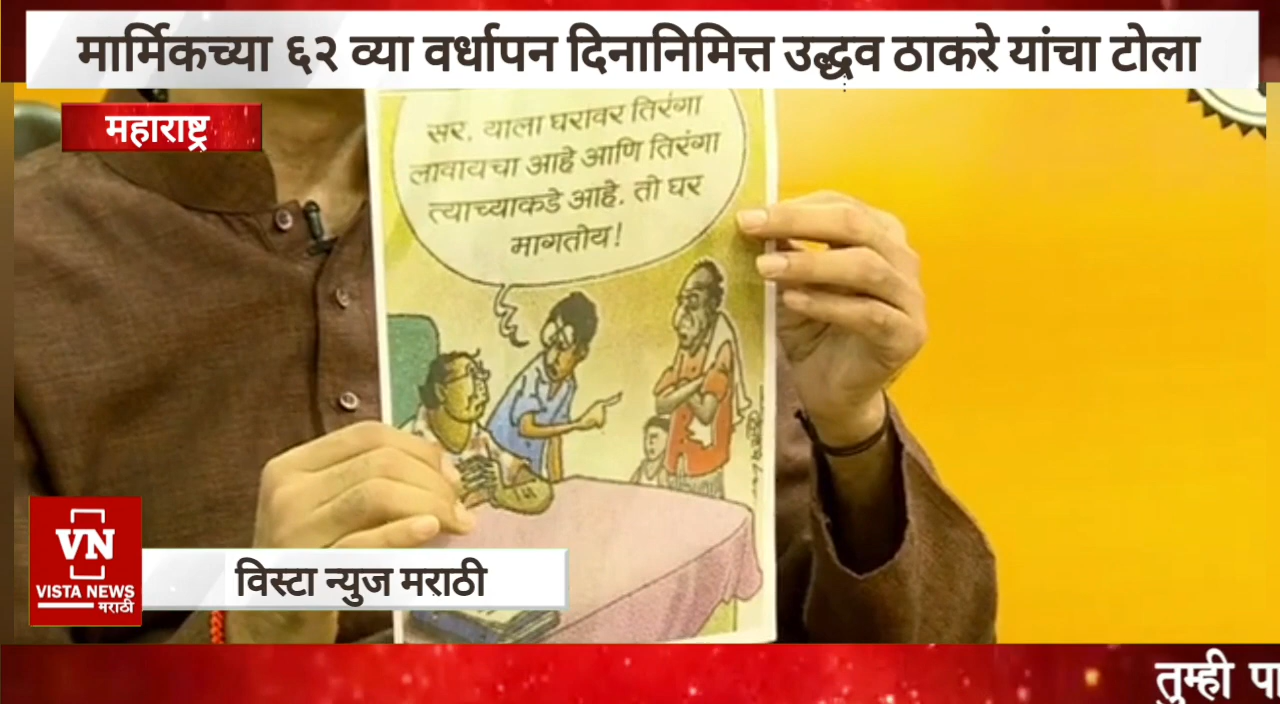 मार्मिकच्या ६२ व्या वर्धापन दिनानिमित्त उद्धव ठाकरे यांचा टोला
महाराष्ट्र
सर. याला घरावर तिरंगा
लावायचा आहे आणि तिरंगा
त्याच्याकडे आहे. तो घर
मागतोय!
VN
VISTA NEWS
मराठी
विस्टा न्युज मराठी
तुम्ही पा